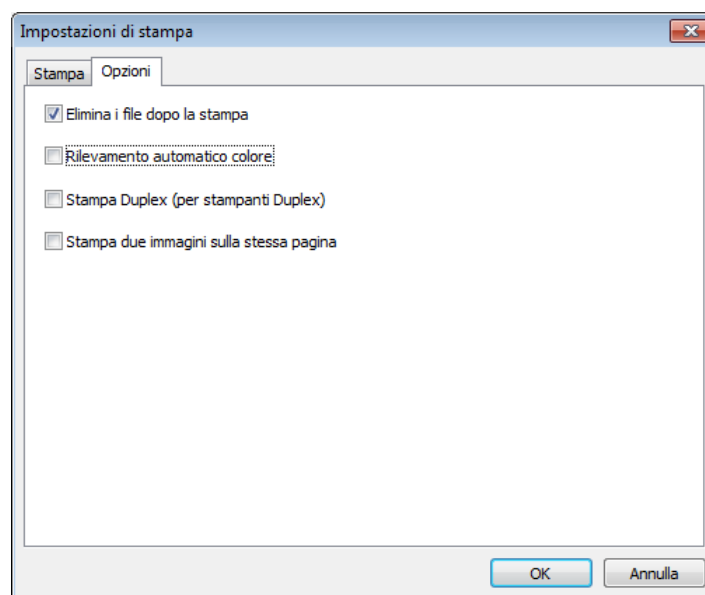 Impostazioni di stampa
Stampa Opzioni
Elimina i file dopo la stampa
Rilevamento automatico colore
Stampa Duplex (per stampanti Duplex)
Stampa due immagini sulla stessa pagina
OK Annulla